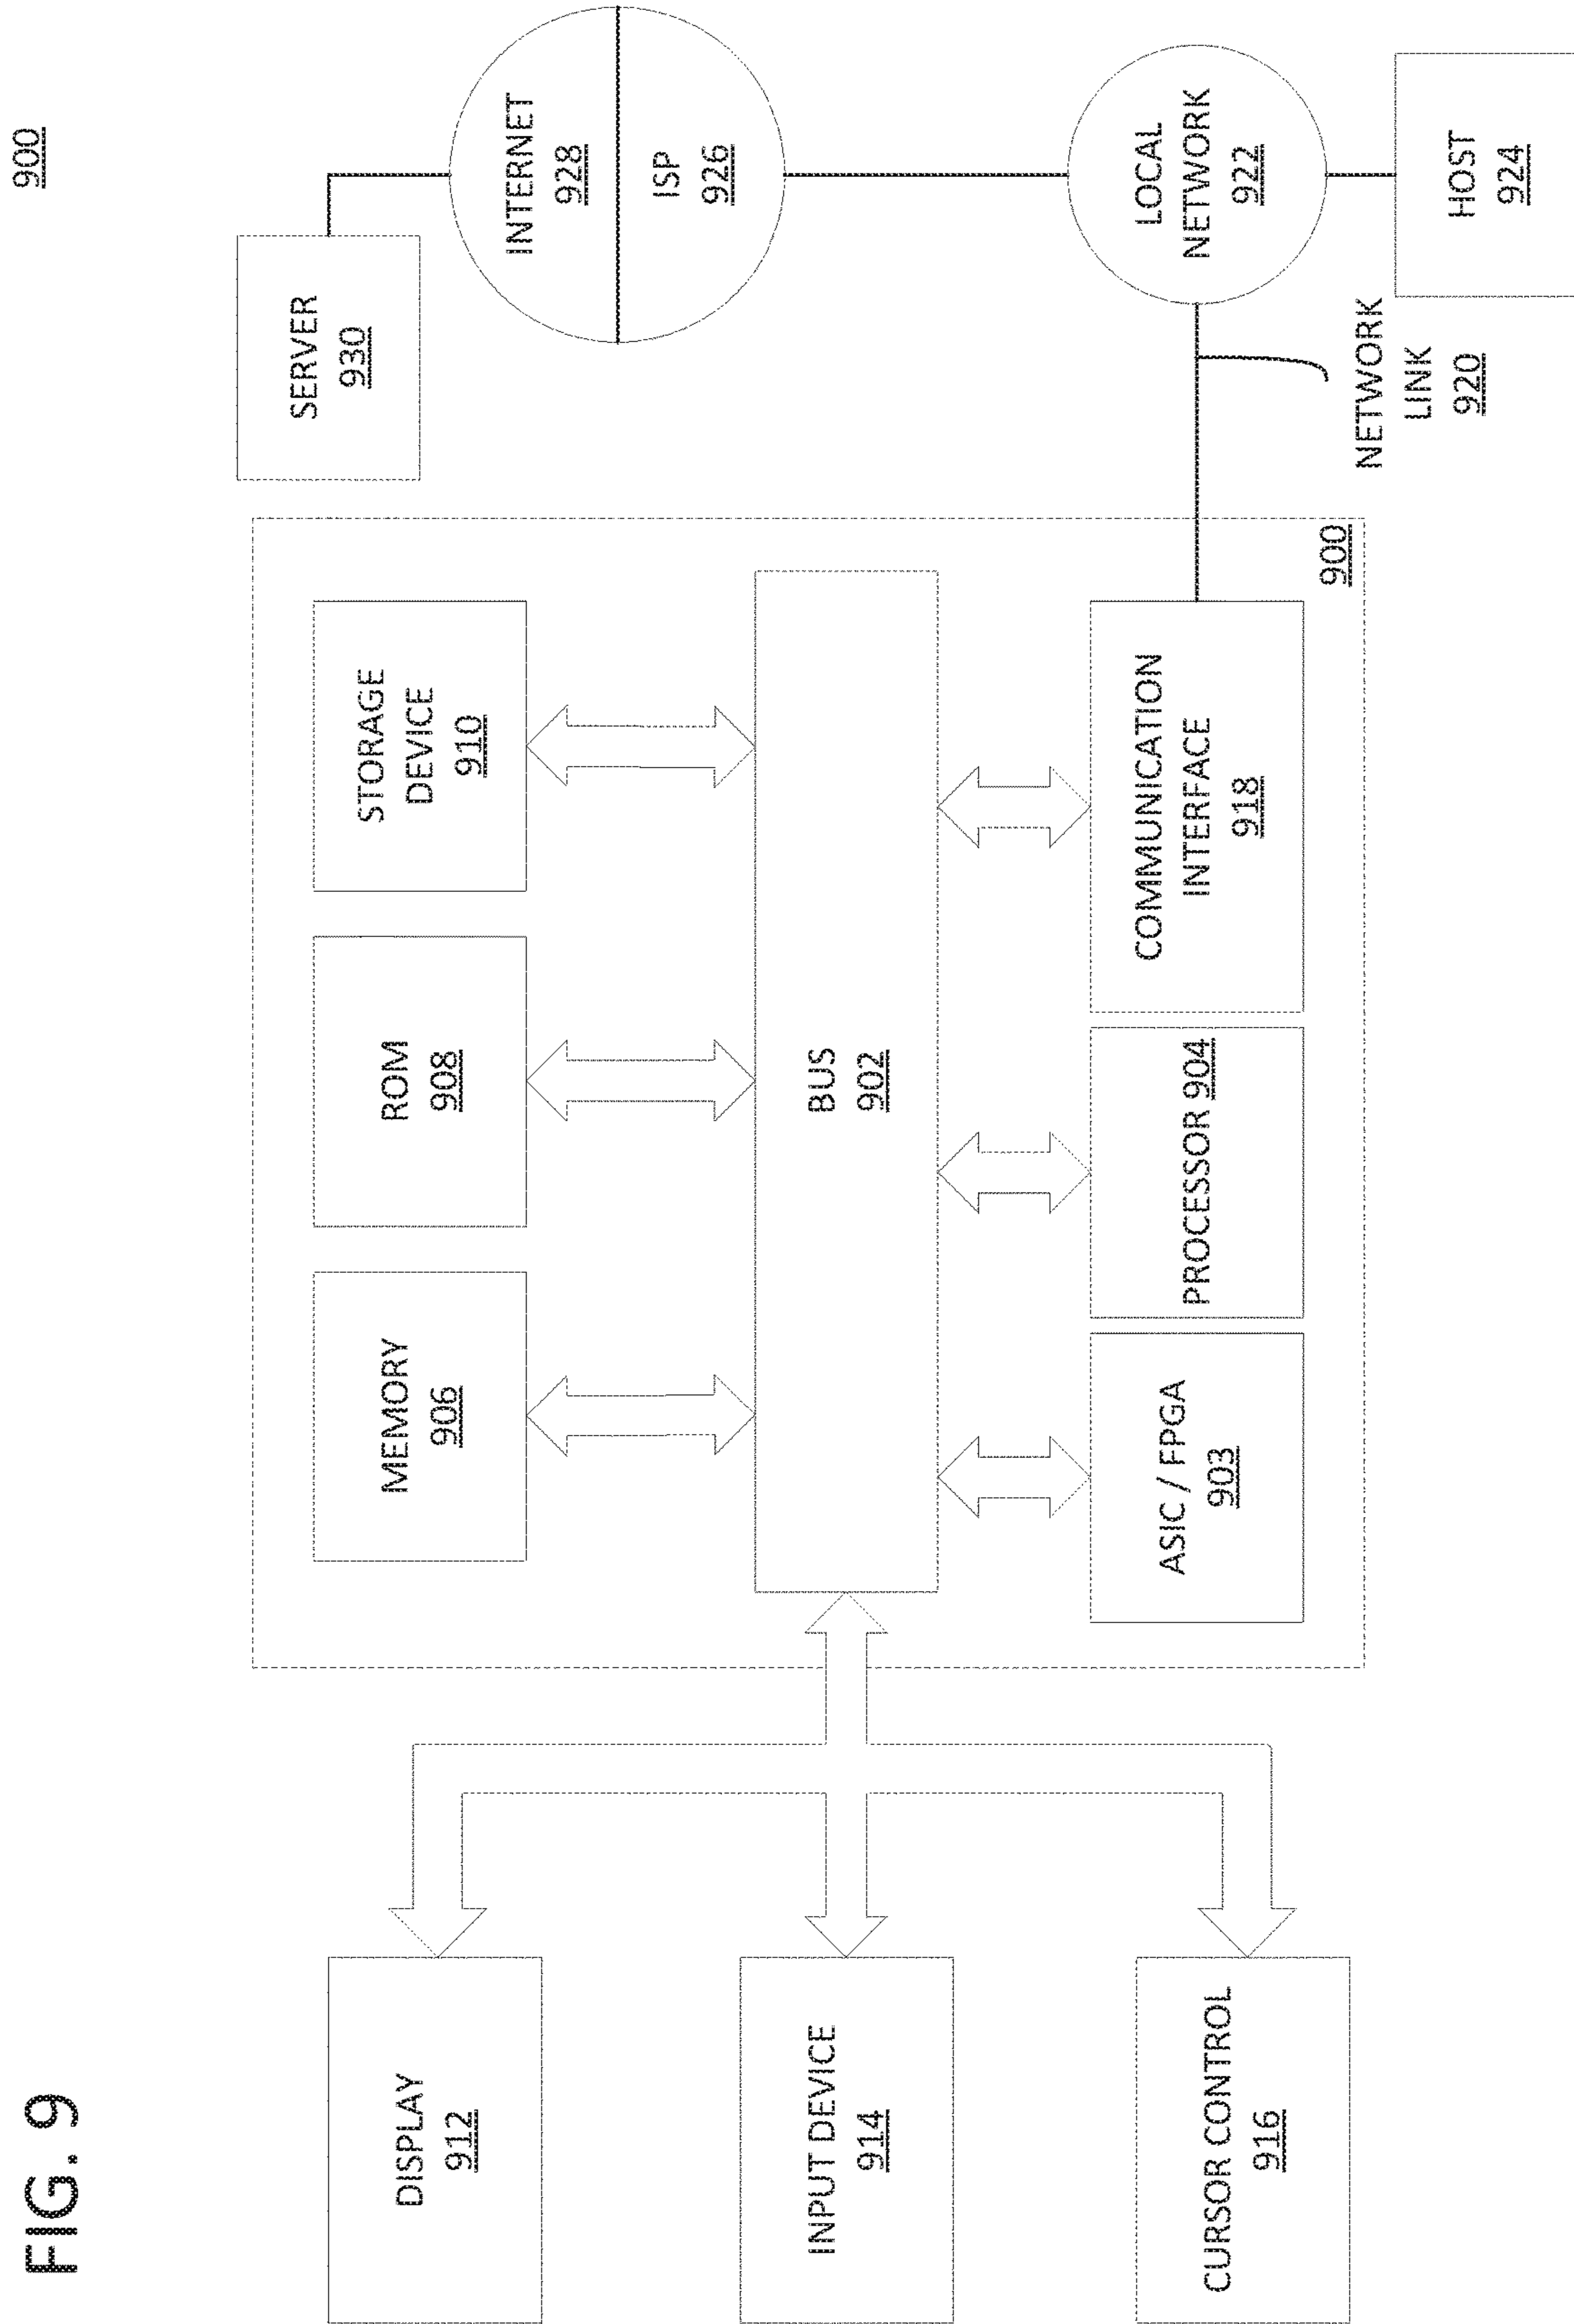 FIG. 9
900
DISPLAY
912
INPUT DEVICE
914
CURSOR CONTROL
916
MEMORY
906
ROM
908
STORAGE
DEVICE
910
BUS
902
ASIC / FPGA
903
PROCESSOR 904
COMMUNICATION
INTERFACE
918
900
SERVER
930
INTERNET
928
ISP
926
LOCAL
NETWORK
922
NETWORK
LINK
920
HOST
924